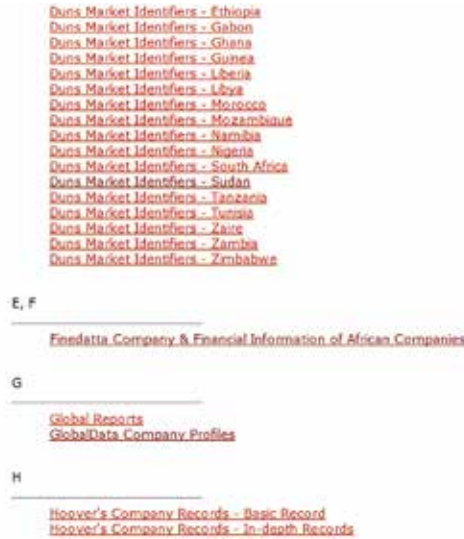 Duns Market Identifiers - Ethiopia
Duns Market Identifiers - Gabon
Duns Market Identifiers - Ghana
Duns Market Identifiers - Guinea
Duns Market Identifiers - Liberia
Duns Market Identifiers - Libya
Duns Market Identifiers - Morocco
Duns Market Identifiers - Mozambique
Duns Market Identifiers - Namibia
Duns Market Identifiers - Nigeria
Duns Market Identifiers - South Africa
Duns Market Identifiers - Sudan
Duns Market Identifiers - Tanzania
Duns Market Identifiers - Tunisia
Duns Market Identifiers - Zaire
Duns Market Identifiers - Zambia
Duns Market Identifiers - Zimbabwe
E, F
Finedatta Company & Financial Information of African Companies
G
Global Reports
GlobalData Company Profiles
H
Hoover's Company Records - Basic Record
Hoover's Company Records - In-depth Records